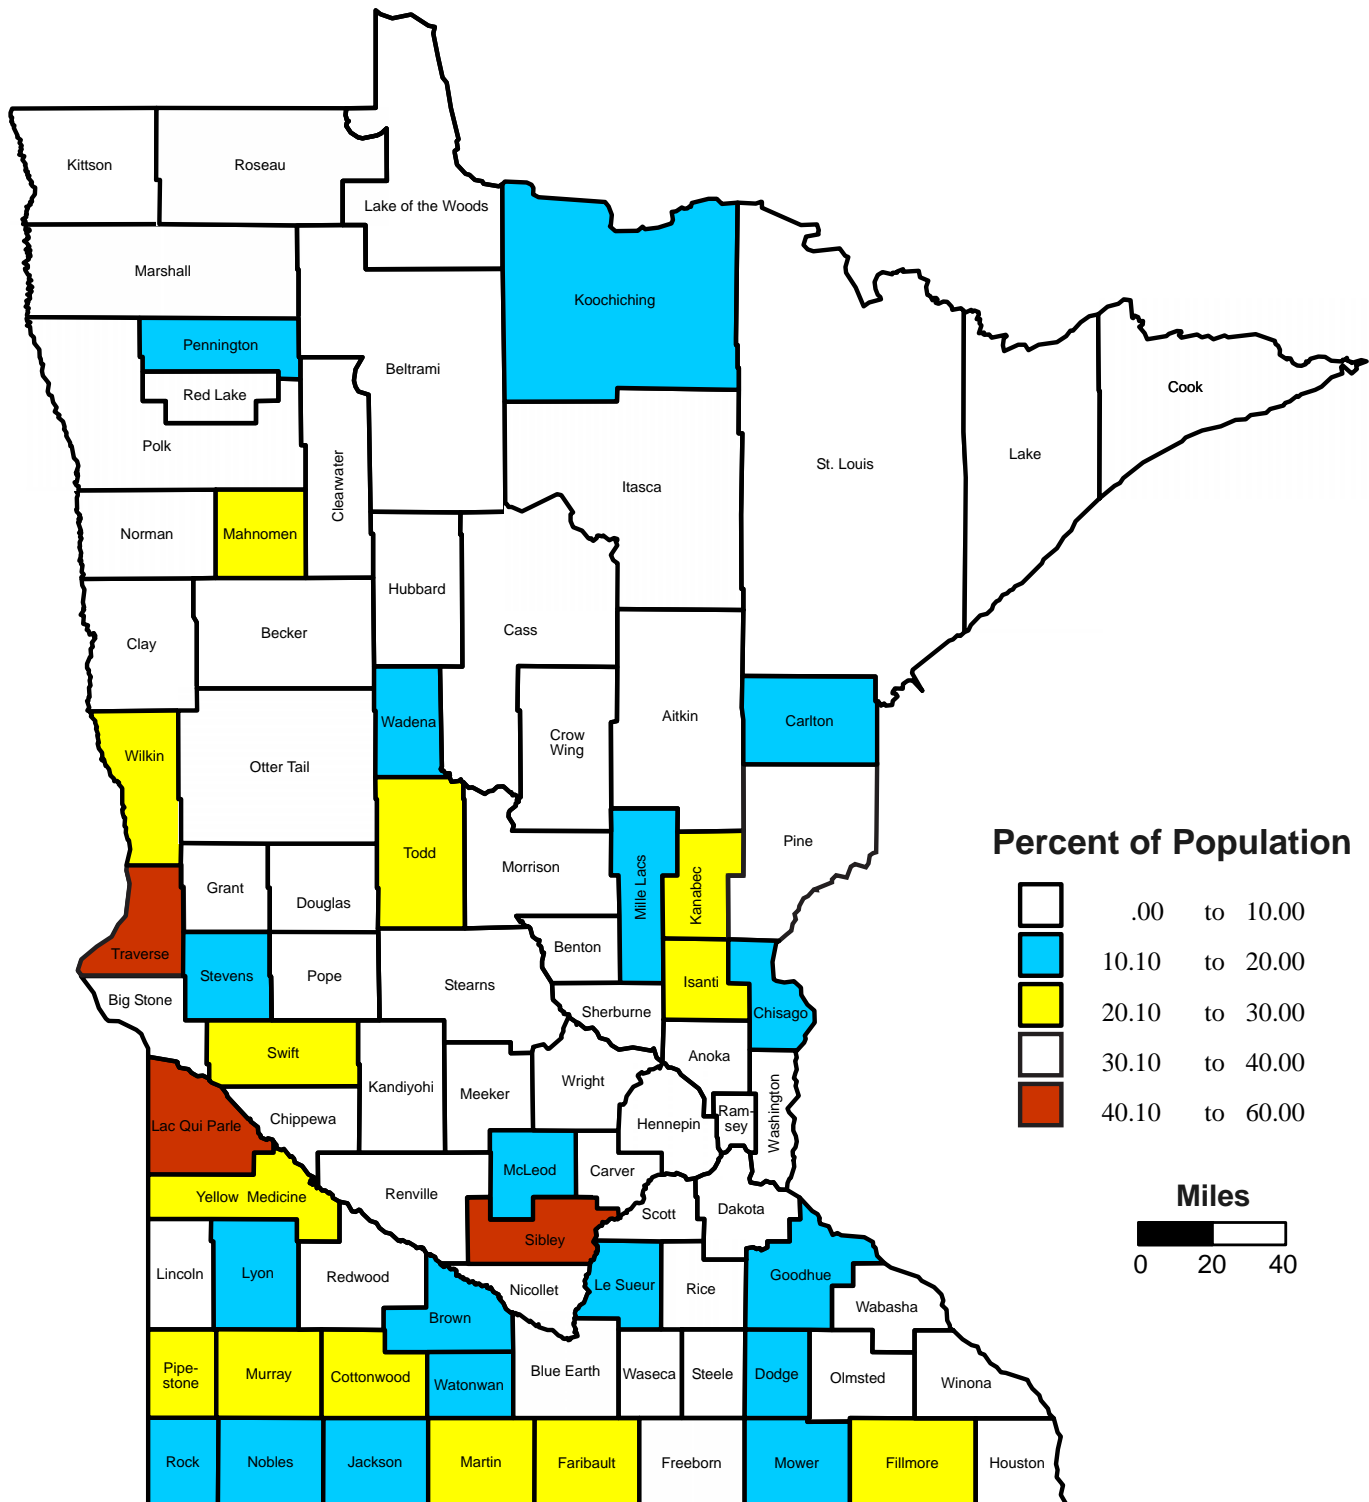 Kittson
Roseau
Lake of the Woods
Marshall
Koochiching
Pennington
Beltrami
Red Lake
Cook
Polk
Clearwater
St. Louis
Lake
Itasca
Norman
Mahnomen
Hubbard
Becker
Cass
Clay
Wadena
Aitkin
Carlton
Crow
Wing
Wilkin
Otter Tail
Todd
Morrison
Mille Lacs
Kanabec
Pine
Percent of Population
.00 to 10.00
10.10 to 20.00
20.10 to 30.00
30.10 to 40.00
40.10 to 60.00
Grant
Douglas
Traverse
Stevens
Pope
Stearns
Benton
Isanti
Big Stone
Sherburne
Chisago
Swift
Anoka
Kandiyohi
Meeker
Wright
Washington
Lac Qui Parle
Chippewa
Hennepin
Ram-
sey
McLeod
Carver
Yellow Medicine
Renville
Scott
Dakota
Miles
0 20 40
Sibley
Lincoln
Lyon
Redwood
Nicollet
Le Sueur
Rice
Goodhue
Wabasha
Brown
Pipe-
stone
Murray
Cottonwood
Watonwan
Blue Earth
Waseca
Steele
Dodge
Olmsted
Winona
Rock
Nobles
Jackson
Martin
Faribault
Freeborn
Mower
Fillmore
Houston